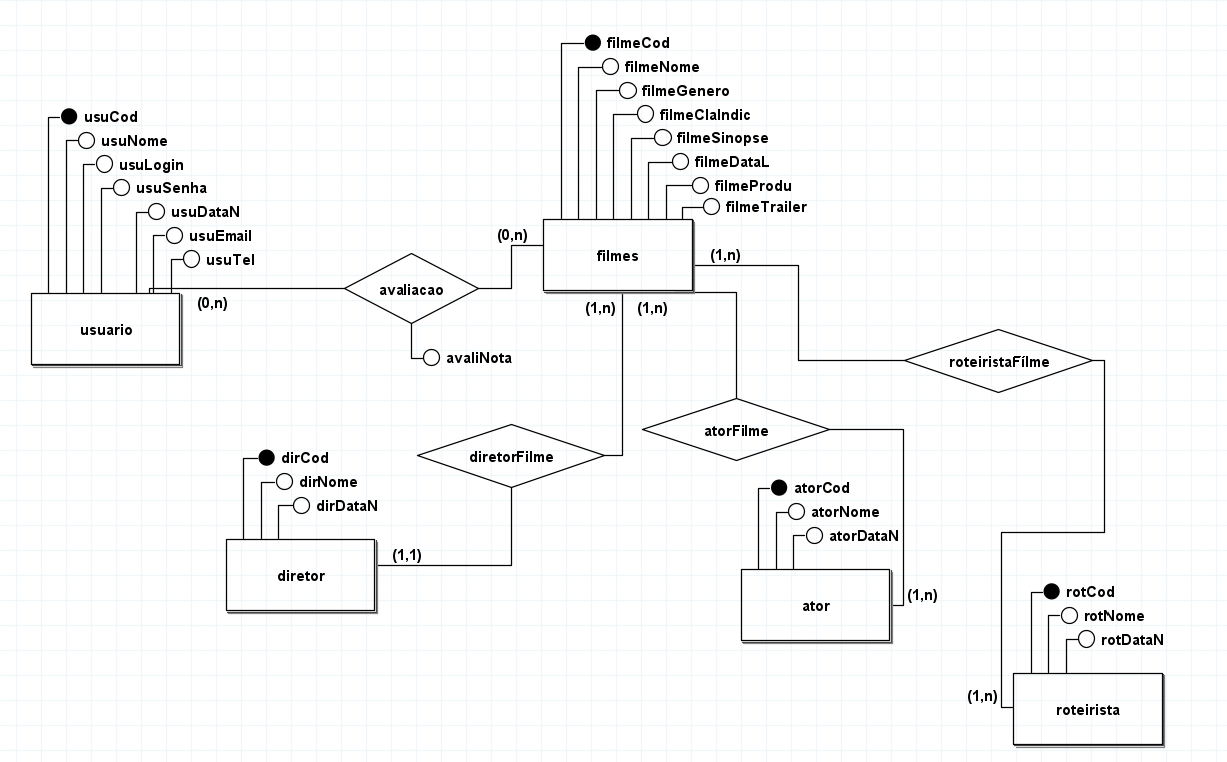 filmeCod
filmeNome
filmeGenero
filmeClaIndic
filmeSinopse
filmeDataL
filmeProdu
filmeTrailer
usuCod
usuNome
usuLogin
usuSenha
usuDataN
usuEmail
usuTel
(0,n)
filmes
(1,n)
avaliacao
(0,n)
usuario
(1,n)
(1,n)
avaliNota
roteiristaFilme
atorFilme
diretorFilme
dirCod
dirNome
dirDataN
(1,1)
diretor
atorCod
atorNome
atorDataN
(1,n)
ator
rotCod
rotNome
rotDataN
(1,n)
roteirista